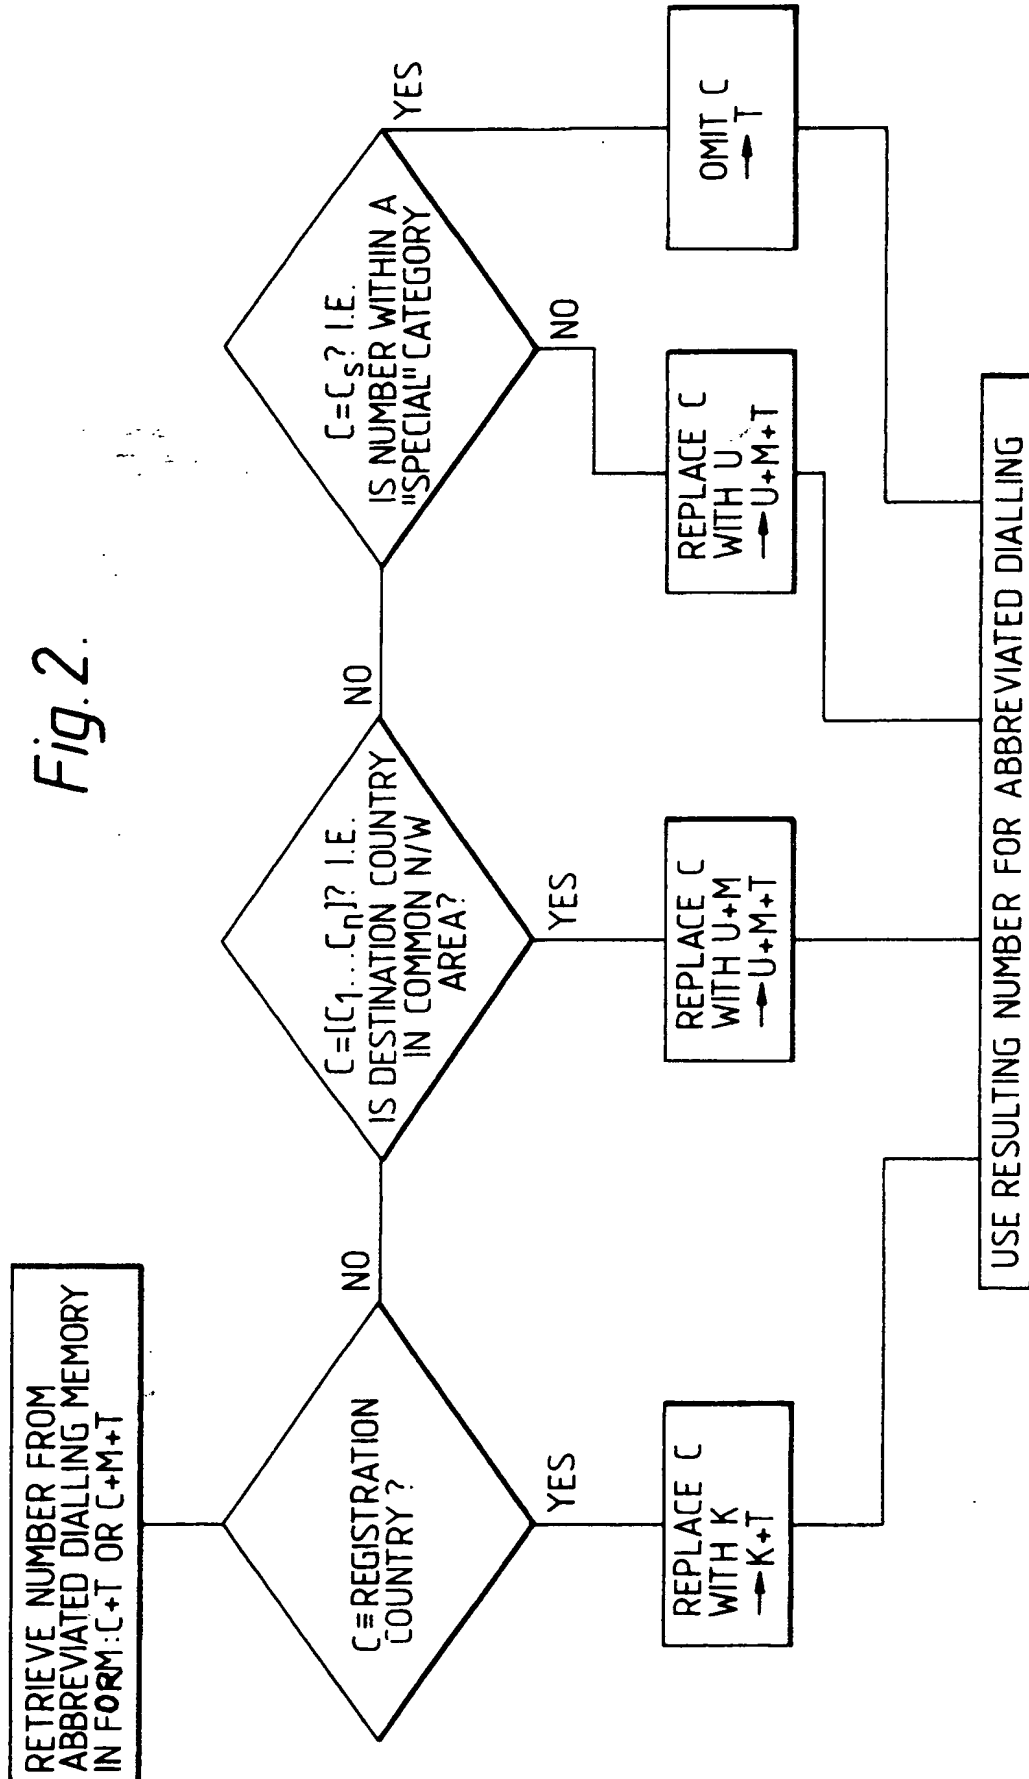 Fig. 2.
RETRIEVE NUMBER FROM
ABBREVIATED DIALLING MEMORY
IN FORM:C+T OR C+M+T
C≡REGISTRATION
COUNTRY ?
NO
YES
C=[C1....Cn]? I.E.
IS DESTINATION COUNTRY
IN COMMON N/W
AREA?
NO
YES
C=Cs? I.E.
IS NUMBER WITHIN A
"SPECIAL" CATEGORY
YES
NO
REPLACE C
WITH K
→K+T
REPLACE C
WITH U+M
→U+M+T
REPLACE C
WITH U
→U+M+T
OMIT C
→ T
USE RESULTING NUMBER FOR ABBREVIATED DIALLING